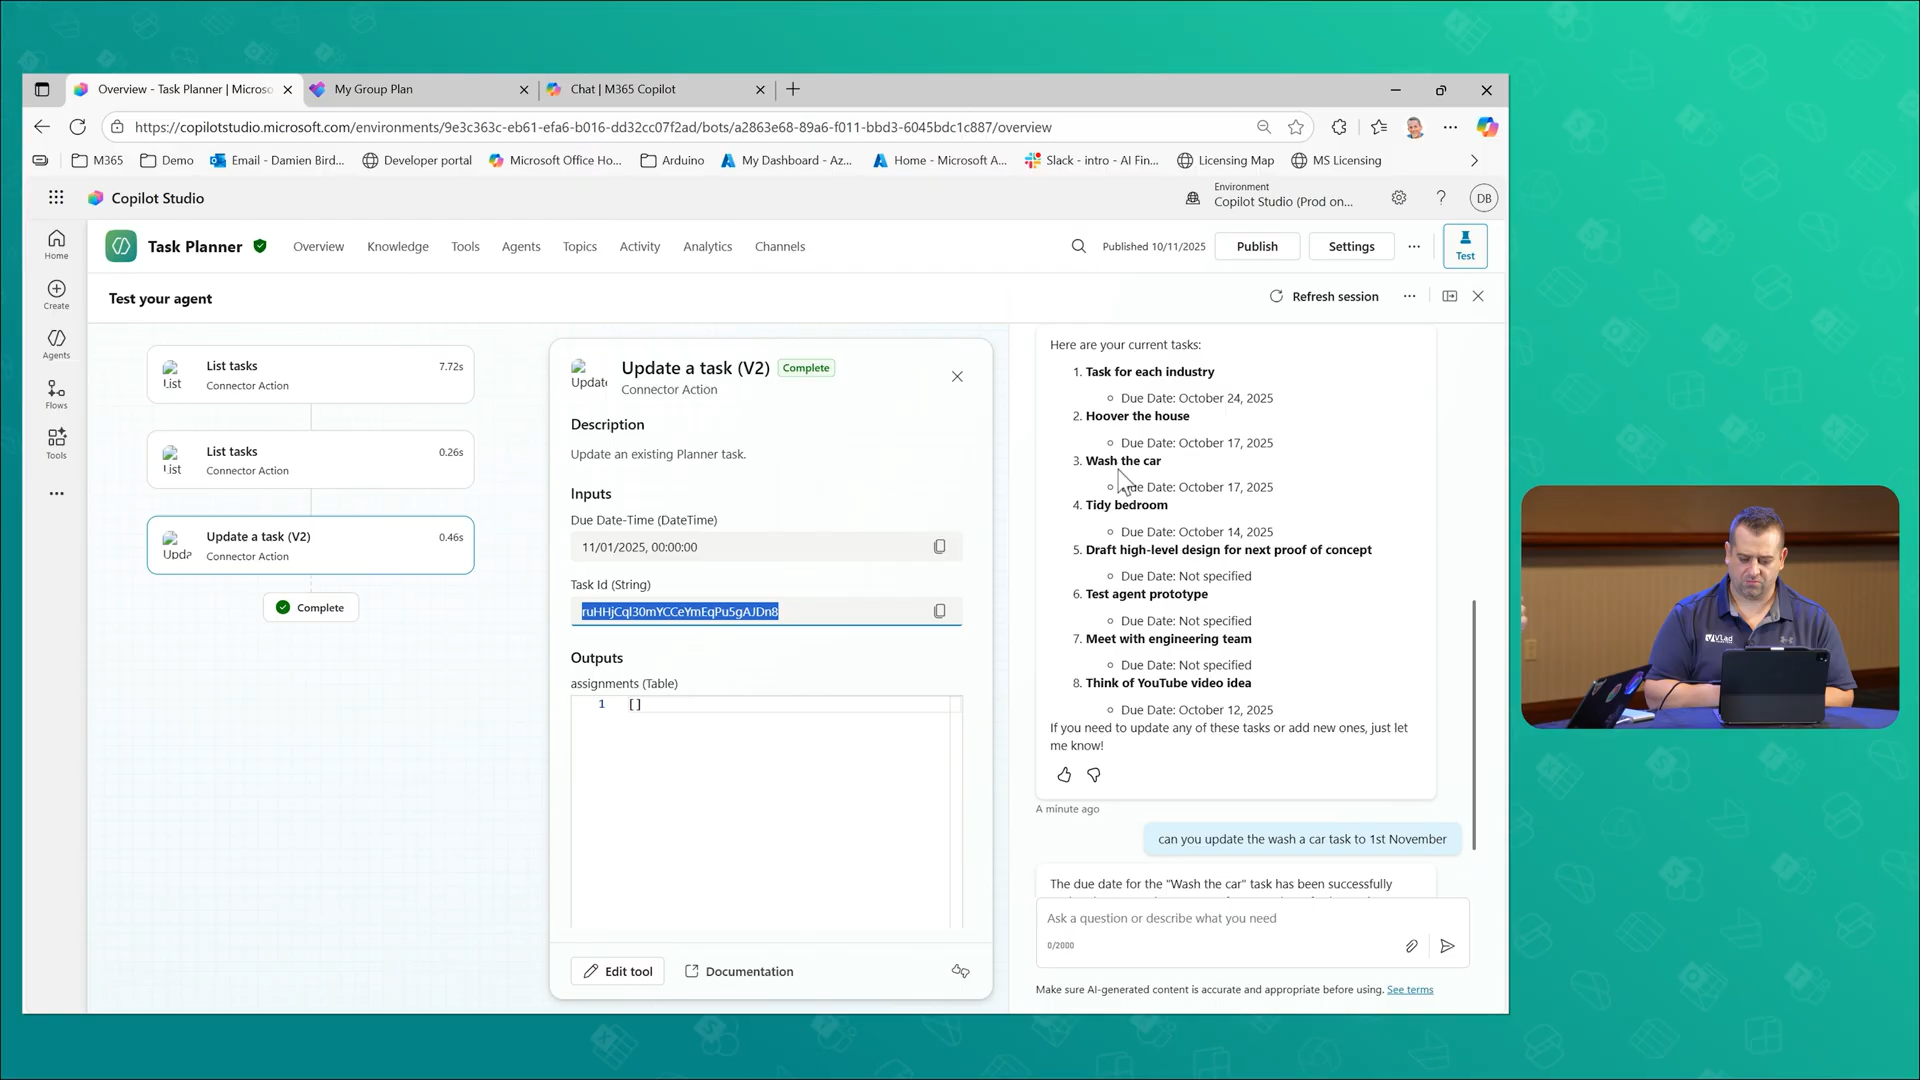 Overview - Task Planner | Microso
My Group Plan
Chat | M365 Copilot
https://copilotstudio.microsoft.com/environments/9e3c363c-eb61-efa6-b016-dd32cc07f2ad/bots/a2863e68-89a6-f011-bbd3-6045bdc1c887/overview
M365
Demo
Email - Damien Bird...
Developer portal
Microsoft Office Ho...
Arduino
My Dashboard - Az...
Home - Microsoft A...
Slack - intro - AI Fin...
Licensing Map
MS Licensing
Copilot Studio
Environment
Copilot Studio (Prod on...
?
DB
Home
Create
Agents
Flows
Tools
Task Planner
Overview
Knowledge
Tools
Agents
Topics
Activity
Analytics
Channels
Published 10/11/2025
Publish
Settings
Test
Test your agent
Refresh session
List
List tasks
7.72s
Connector Action
List
List tasks
0.26s
Connector Action
Upda
Update a task (V2)
0.46s
Connector Action
Complete
Update
Update a task (V2)
Complete
Connector Action
Description
Update an existing Planner task.
Inputs
Due Date-Time (DateTime)
11/01/2025, 00:00:00
Task Id (String)
ruHHjCql30mYCCeYmEqPu5gAJDn8
Outputs
assignments (Table)
1 []
Edit tool
Documentation
Here are your current tasks:
1. Task for each industry
Due Date: October 24, 2025
2. Hoover the house
Due Date: October 17, 2025
3. Wash the car
Due Date: October 17, 2025
4. Tidy bedroom
Due Date: October 14, 2025
5. Draft high-level design for next proof of concept
Due Date: Not specified
6. Test agent prototype
Due Date: Not specified
7. Meet with engineering team
Due Date: Not specified
8. Think of YouTube video idea
Due Date: October 12, 2025
If you need to update any of these tasks or add new ones, just let
me know!
A minute ago
can you update the wash a car task to 1st November
The due date for the "Wash the car" task has been successfully
Ask a question or describe what you need
0/2000
Make sure AI-generated content is accurate and appropriate before using. See terms